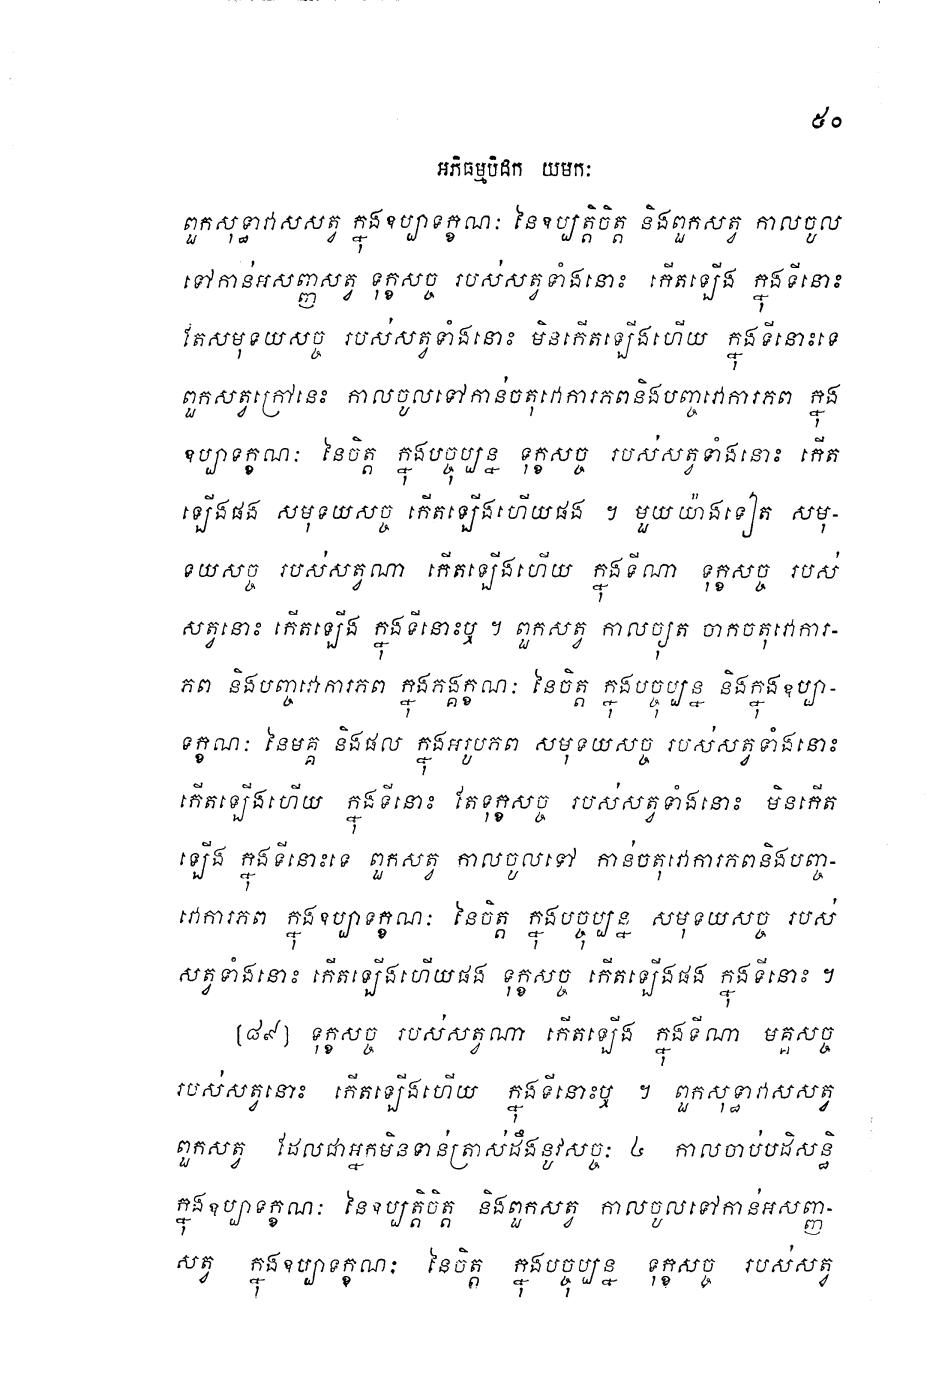 ៥០
អភិធម្មបិដក យមកៈ
ពួកសុទ្ធាវាសសត្វ ក្នុងឧប្បាទក្ខណៈ នៃឧប្បត្តិចិត្ត និងពួកសត្វ កាលចូល
ទៅកាន់អសញ្ញសត្វ ទុក្ខសច្ច របស់សត្វទាំងនោះ កើតឡើង ក្នុងទីនោះ
តែសមុទយសច្ច របស់សត្វទាំងនោះ មិនកើតឡើងហើយ ក្នុងទីនោះទេ
ពួកសត្វក្រៅនេះ កាលចូលទៅកាន់ចតុវោការភពនិងបញ្ចវោការភព ក្នុង
ឧប្បាទក្ខណៈ នៃចិត្ត ក្នុងបច្ចុប្បន្ន ទុក្ខសច្ច របស់សត្វទាំងនោះ កើត
ឡើងផង សមុទយសច្ច កើតឡើងហើយផង ។ មួយយ៉ាងទៀត សមុ-
ទយសច្ច របស់សត្វណា កើតឡើងហើយ ក្នុងទីណា ទុក្ខសច្ច របស់
សត្វនោះ កើតឡើង ក្នុងទីនោះឬ ។ ពួកសត្វ កាលច្យុត ចាកចតុវោការ-
ភព និងបញ្ចវោការភព ក្នុងភង្គក្ខណៈ នៃចិត្ត ក្នុងបច្ចុប្បន្ន និងក្នុងឧប្បា-
ទក្ខណៈ នៃមគ្គ និងផល ក្នុងអរូបភព សមុទយសច្ច របស់សត្វទាំងនោះ
កើតឡើងហើយ ក្នុងទីនោះ តែទុក្ខសច្ច របស់សត្វទាំងនោះ មិនកើត
ឡើង ក្នុងទីនោះទេ ពួកសត្វ កាលចូលទៅ កាន់ចតុវោការភពនិងបញ្ច-
វោការភព ក្នុងឧប្បាទក្ខណៈ នៃចិត្ត ក្នុងបច្ចុប្បន្ន សមុទយសច្ច របស់
សត្វទាំងនោះ កើតឡើងហើយផង ទុក្ខសច្ច កើតឡើងផង ក្នុងទីនោះ ។
[៨៩] ទុក្ខសច្ច របស់សត្វណា កើតឡើង ក្នុងទីណា មគ្គសច្ច
របស់សត្វនោះ កើតឡើងហើយ ក្នុងទីនោះឬ ។ ពួកសុទ្ធាវាសសត្វ
ពួកសត្វ ដែលជាអ្នកមិនទាន់ត្រាស់ដឹងនូវសច្ចៈ ៤ កាលចាប់បដិសន្ធិ
ក្នុងឧប្បាទក្ខណៈ នៃឧប្បត្តិចិត្ត និងពួកសត្វ កាលចូលទៅកាន់អសញ្ញ-
សត្វ ក្នុងឧប្បាទក្ខណៈ នៃចិត្ត ក្នុងបច្ចុប្បន្ន ទុក្ខសច្ច របស់សត្វ